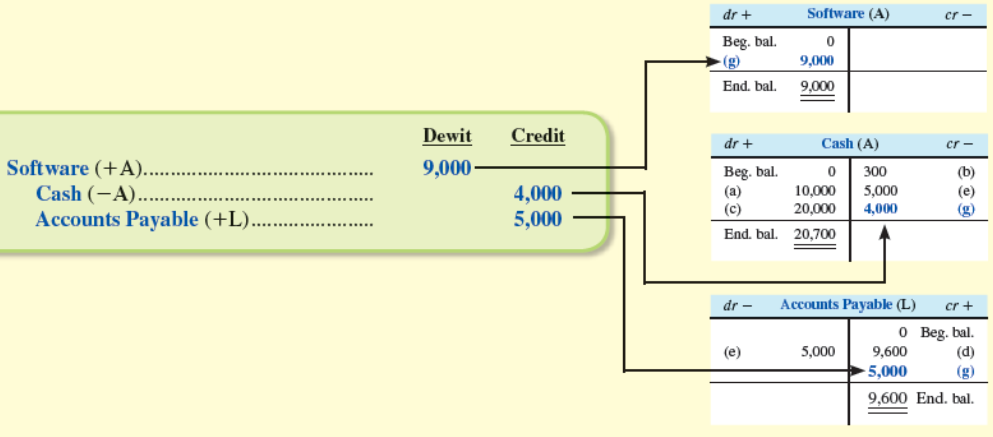 Dewit Credit
Software (+A).......................................... 9,000
Cash (−A).......................................... 4,000
Accounts Payable (+L)...................... 5,000
dr + Software (A) cr −
Beg. bal. 0
(g) 9,000
End. bal. 9,000
dr + Cash (A) cr −
Beg. bal. 0 300 (b)
(a) 10,000 5,000 (e)
(c) 20,000 4,000 (g)
End. bal. 20,700
dr − Accounts Payable (L) cr +
0 Beg. bal.
(e) 5,000 9,600 (d)
5,000 (g)
9,600 End. bal.